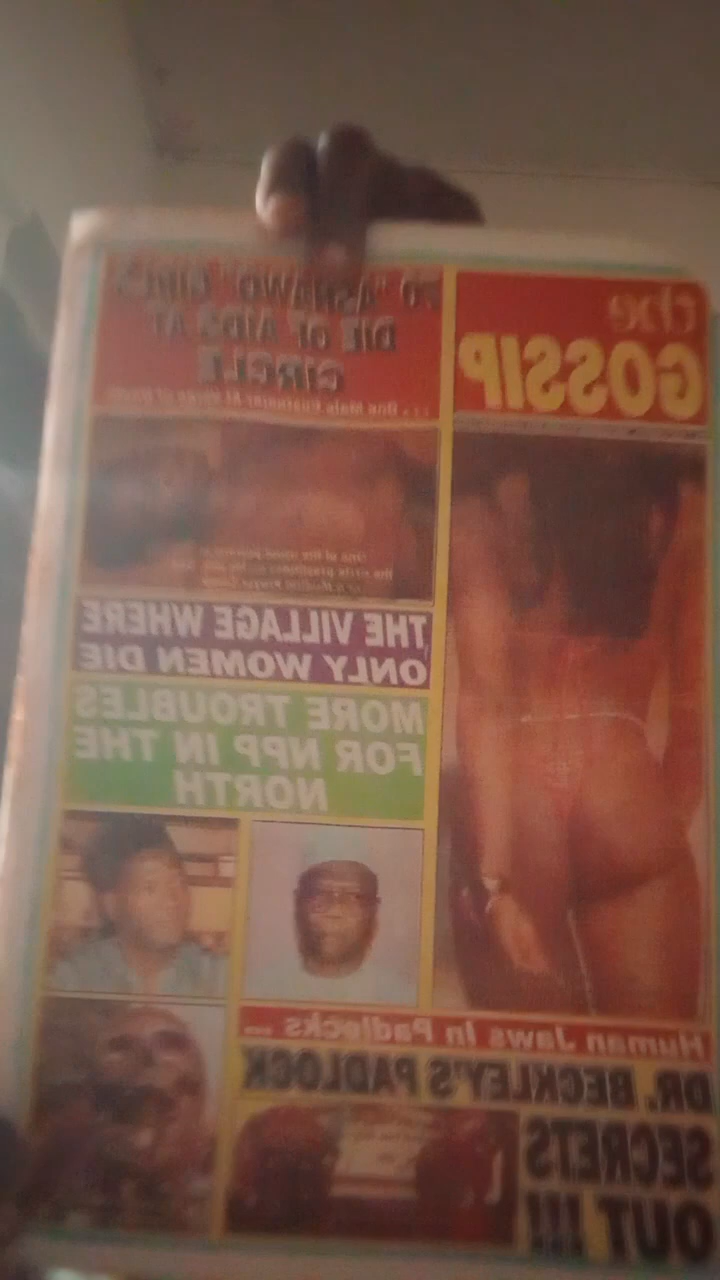 the
GOSSIP
"ASHAWO" GIRLS
DIE OF AIDS AT
CIRCLE
THE VILLAGE WHERE
ONLY WOMEN DIE
MORE TROUBLES
FOR NPP IN THE
NORTH
Human Jaws In Padlocks ...
DR. BECKLEY'S PADLOCK
SECRETS
OUT !!!